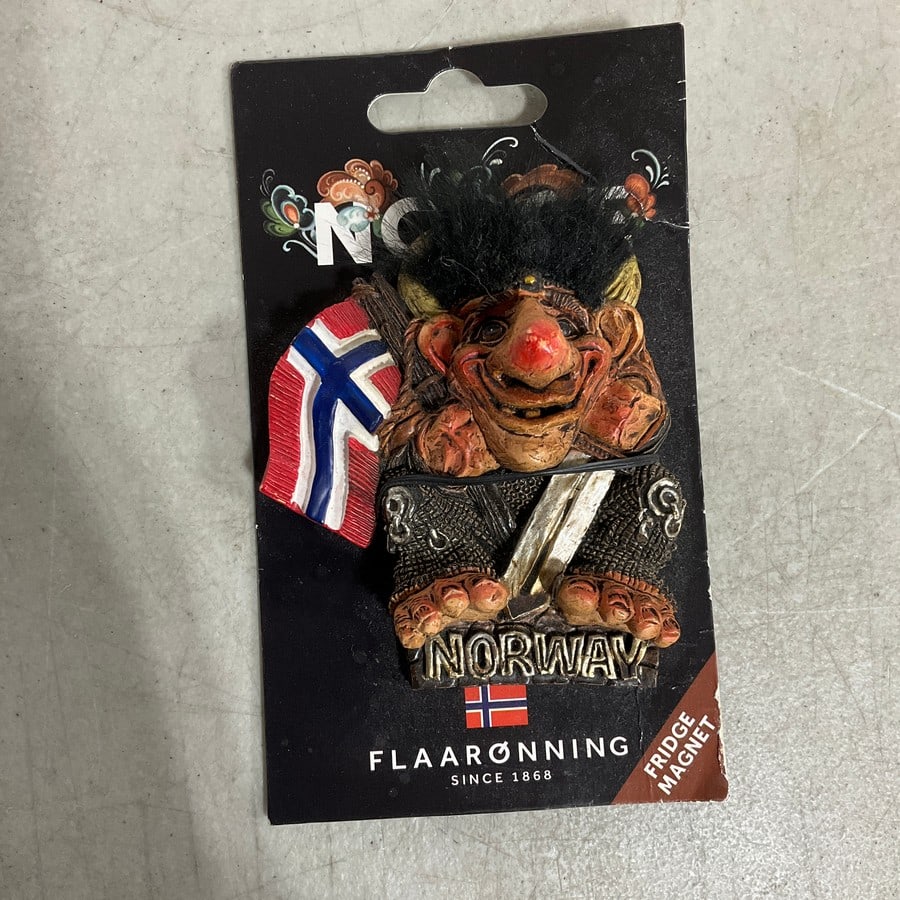 NORWAY
FLAARØNNING
SINCE 1868
FRIDGE
MAGNET